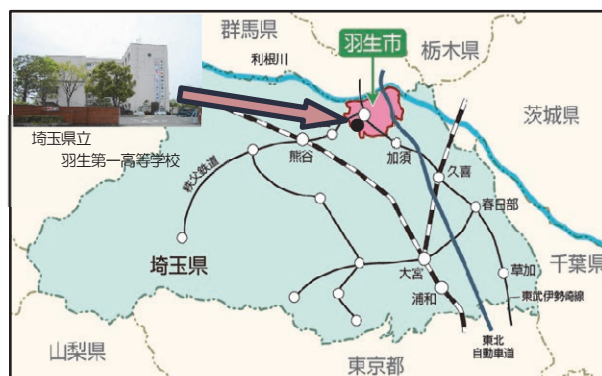 群馬県
利根川
羽生市
栃木県
茨城県
埼玉県立
羽生第一高等学校
秩父鉄道
熊谷
加須
久喜
春日部
埼玉県
大宮
千葉県
草加
浦和
東武伊勢崎線
山梨県
東京都
東北
自動車道